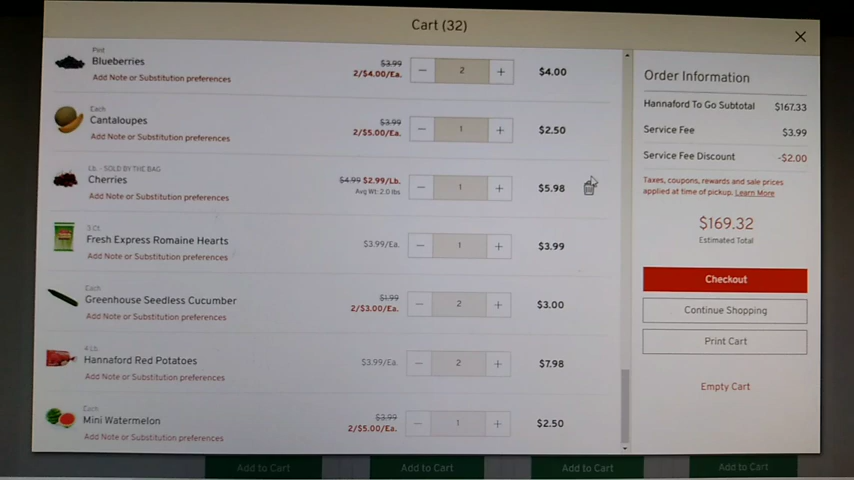 Cart (32)
Pint
Blueberries
Add Note or Substitution preferences
$3.99
2/$4.00/Ea.
2
$4.00
Each
Cantaloupes
Add Note or Substitution preferences
$3.99
2/$5.00/Ea.
1
$2.50
Lb. - SOLD BY THE BAG
Cherries
Add Note or Substitution preferences
$4.99 $2.99/Lb.
Avg Wt: 2.0 lbs
1
$5.98
3 Ct.
Fresh Express Romaine Hearts
Add Note or Substitution preferences
$3.99/Ea.
1
$3.99
Each
Greenhouse Seedless Cucumber
Add Note or Substitution preferences
$1.99
2/$3.00/Ea.
2
$3.00
4 Lb.
Hannaford Red Potatoes
Add Note or Substitution preferences
$3.99/Ea.
2
$7.98
Each
Mini Watermelon
Add Note or Substitution preferences
$3.99
2/$5.00/Ea.
1
$2.50
Order Information
Hannaford To Go Subtotal $167.33
Service Fee $3.99
Service Fee Discount -$2.00
Taxes, coupons, rewards and sale prices
applied at time of pickup. Learn More
$169.32
Estimated Total
Checkout
Continue Shopping
Print Cart
Empty Cart
Add to Cart
Add to Cart
Add to Cart
Add to Cart